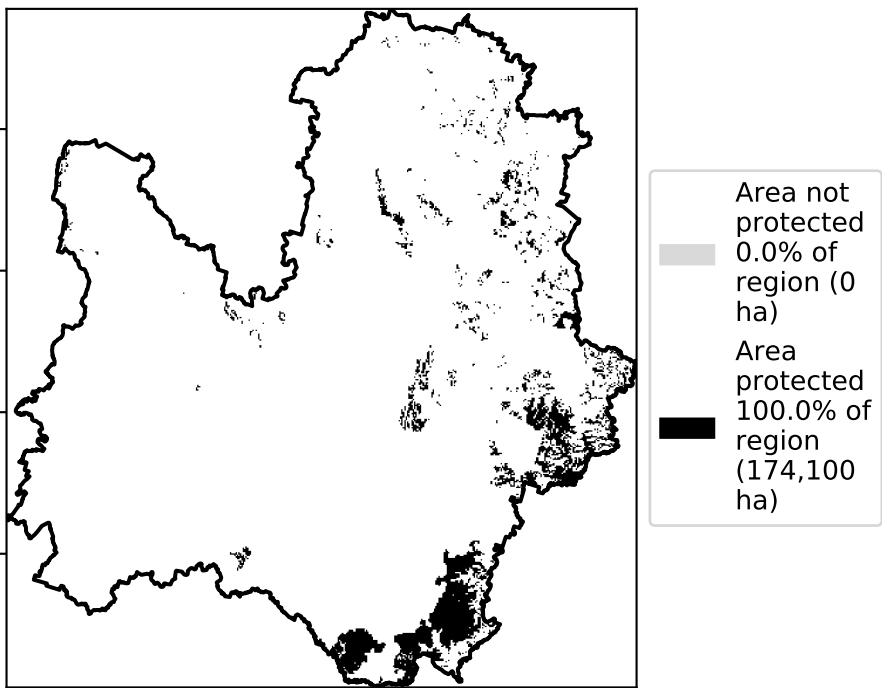 Area not
protected
0.0% of
region (0
ha)
Area
protected
100.0% of
region
(174,100
ha)